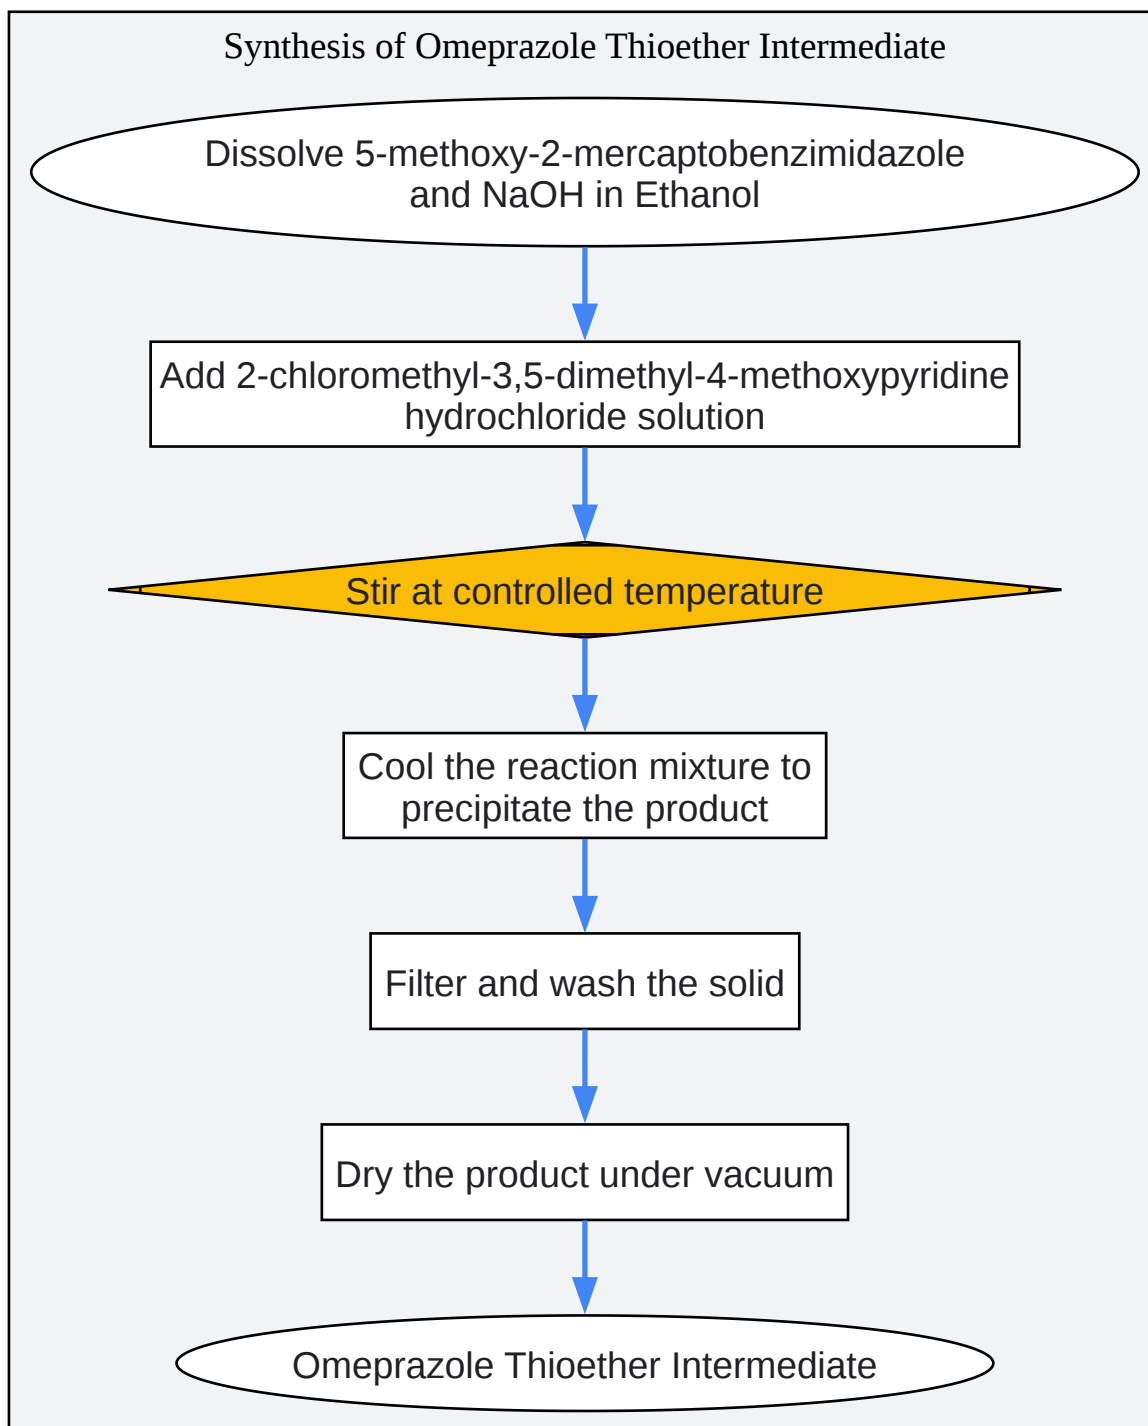 Synthesis of Omeprazole Thioether Intermediate
Dissolve 5-methoxy-2-mercaptobenzimidazole
and NaOH in Ethanol
Add 2-chloromethyl-3,5-dimethyl-4-methoxypyridine
hydrochloride solution
Stir at controlled temperature
Cool the reaction mixture to
precipitate the product
Filter and wash the solid
Dry the product under vacuum
Omeprazole Thioether Intermediate